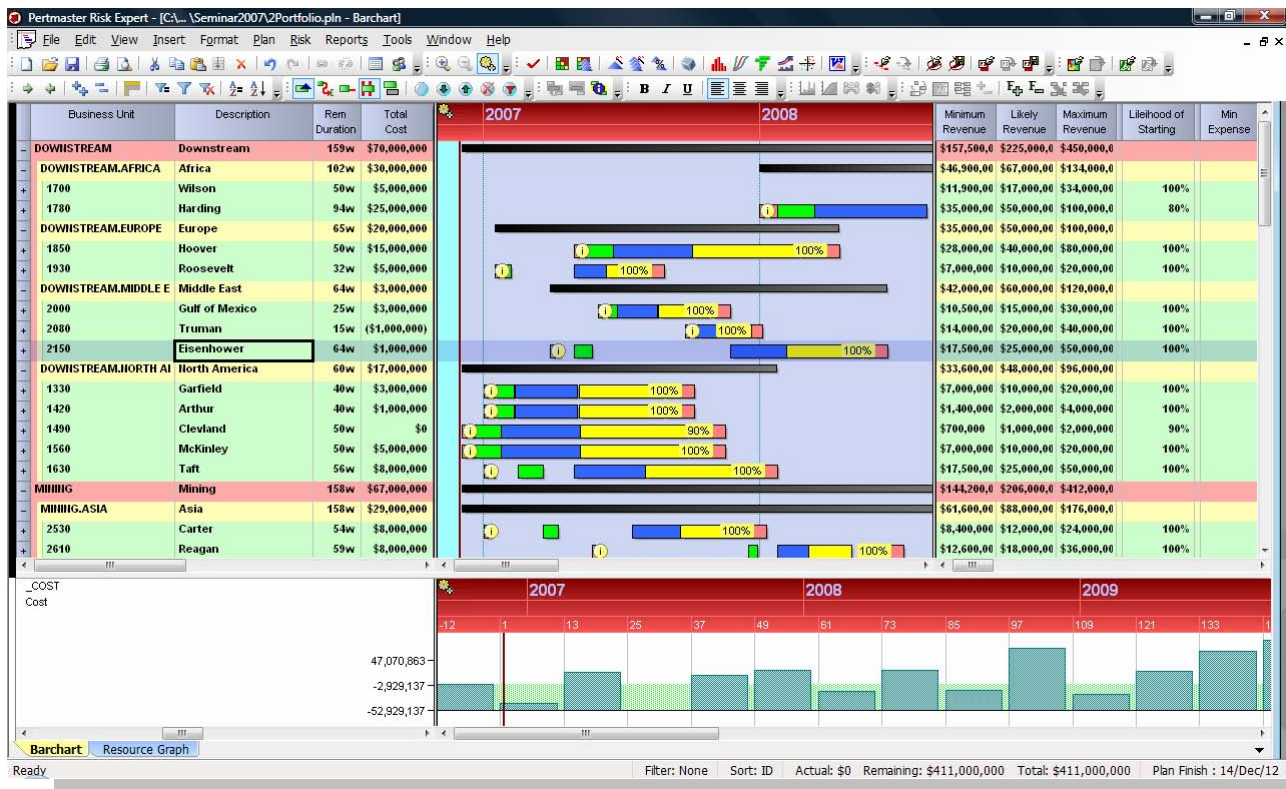 Pertmaster Risk Expert - [C:\... \Seminar2007\2Portfolio.pln - Barchart]
File Edit View Insert Format Plan Risk Reports Tools Window Help
B I U
Business Unit Description Rem Duration Total Cost 2007 2008 Minimum Revenue Likely Revenue Maximum Revenue Lilelhood of Starting Min Expense
DOWNSTREAM Downstream 159w $70,000,000 $157,500,0 $225,000,0 $450,000,0
DOWNSTREAM.AFRICA Africa 102w $30,000,000 $46,900,00 $67,000,00 $134,000,0
1700 Wilson 50w $5,000,000 $11,900,00 $17,000,00 $34,000,00 100%
1780 Harding 94w $25,000,000 $35,000,00 $50,000,00 $100,000,0 80%
DOWNSTREAM.EUROPE Europe 65w $20,000,000 $35,000,00 $50,000,00 $100,000,0
1850 Hoover 50w $15,000,000 100% $28,000,00 $40,000,00 $80,000,00 100%
1930 Roosevelt 32w $5,000,000 100% $7,000,000 $10,000,00 $20,000,00 100%
DOWNSTREAM.MIDDLE E Middle East 64w $3,000,000 $42,000,00 $60,000,00 $120,000,0
2000 Gulf of Mexico 25w $3,000,000 100% $10,500,00 $15,000,00 $30,000,00 100%
2080 Truman 15w ($1,000,000) 100% $14,000,00 $20,000,00 $40,000,00 100%
2150 Eisenhower 64w $1,000,000 100% $17,500,00 $25,000,00 $50,000,00 100%
DOWNSTREAM.NORTH AI North America 60w $17,000,000 $33,600,00 $48,000,00 $96,000,00
1330 Garfield 40w $3,000,000 100% $7,000,000 $10,000,00 $20,000,00 100%
1420 Arthur 40w $1,000,000 100% $1,400,000 $2,000,000 $4,000,000 100%
1490 Clevland 50w $0 90% $700,000 $1,000,000 $2,000,000 90%
1560 McKinley 50w $5,000,000 100% $7,000,000 $10,000,00 $20,000,00 100%
1630 Taft 56w $8,000,000 100% $17,500,00 $25,000,00 $50,000,00 100%
MINING Mining 158w $67,000,000 $144,200,0 $206,000,0 $412,000,0
MINING.ASIA Asia 158w $29,000,000 $61,600,00 $88,000,00 $176,000,0
2530 Carter 54w $8,000,000 100% $8,400,000 $12,000,00 $24,000,00 100%
2610 Reagan 59w $8,000,000 100% $12,600,00 $18,000,00 $36,000,00 100%
_COST 2007 2008 2009
Cost
-12 1 13 25 37 49 61 73 85 97 109 121 133 1
47,070,863
-2,929,137
-52,929,137
Barchart Resource Graph
Ready Filter: None Sort: ID Actual: $0 Remaining: $411,000,000 Total: $411,000,000 Plan Finish : 14/Dec/12